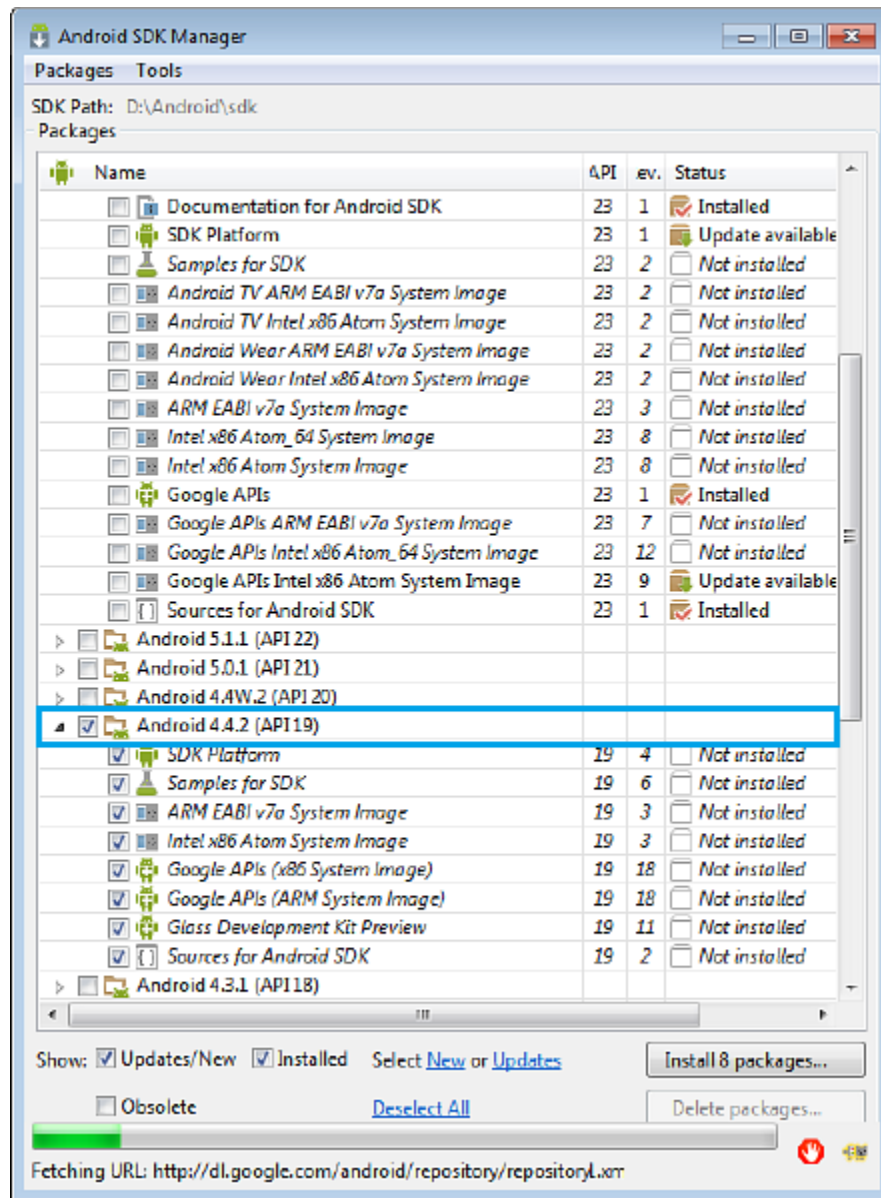 Android SDK Manager
Packages Tools
SDK Path: D:\Android\sdk
Packages
Name API ev. Status
Documentation for Android SDK 23 1 Installed
SDK Platform 23 1 Update available
Samples for SDK 23 2 Not installed
Android TV ARM EABI v7a System Image 23 2 Not installed
Android TV Intel x86 Atom System Image 23 2 Not installed
Android Wear ARM EABI v7a System Image 23 2 Not installed
Android Wear Intel x86 Atom System Image 23 2 Not installed
ARM EABI v7a System Image 23 3 Not installed
Intel x86 Atom_64 System Image 23 8 Not installed
Intel x86 Atom System Image 23 8 Not installed
Google APIs 23 1 Installed
Google APIs ARM EABI v7a System Image 23 7 Not installed
Google APIs Intel x86 Atom_64 System Image 23 12 Not installed
Google APIs Intel x86 Atom System Image 23 9 Update available
Sources for Android SDK 23 1 Installed
Android 5.1.1 (API 22)
Android 5.0.1 (API 21)
Android 4.4W.2 (API 20)
Android 4.4.2 (API 19)
SDK Platform 19 4 Not installed
Samples for SDK 19 6 Not installed
ARM EABI v7a System Image 19 3 Not installed
Intel x86 Atom System Image 19 3 Not installed
Google APIs (x86 System Image) 19 18 Not installed
Google APIs (ARM System Image) 19 18 Not installed
Glass Development Kit Preview 19 11 Not installed
Sources for Android SDK 19 2 Not installed
Android 4.3.1 (API 18)
Show: Updates/New Installed Select New or Updates Install 8 packages...
Obsolete Deselect All Delete packages...
Fetching URL: http://dl.google.com/android/repository/repository1.xm